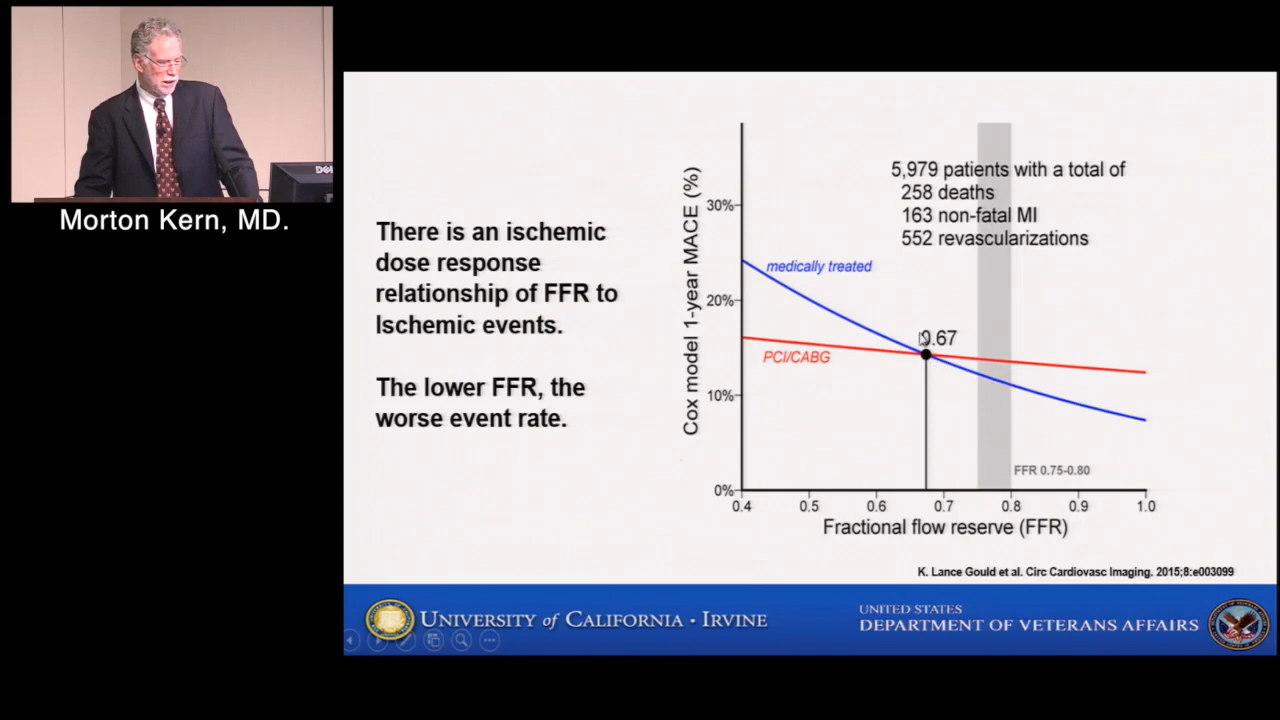 Morton Kern, MD.
There is an ischemic
dose response
relationship of FFR to
Ischemic events.
The lower FFR, the
worse event rate.
5,979 patients with a total of
258 deaths
163 non-fatal MI
552 revascularizations
Cox model 1-year MACE (%)
30%
20%
10%
0%
medically treated
PCI/CABG
0.67
FFR 0.75-0.80
0.4 0.5 0.6 0.7 0.8 0.9 1.0
Fractional flow reserve (FFR)
K. Lance Gould et al. Circ Cardiovasc Imaging. 2015;8:e003099
UNIVERSITY of CALIFORNIA · IRVINE
UNITED STATES
DEPARTMENT OF VETERANS AFFAIRS